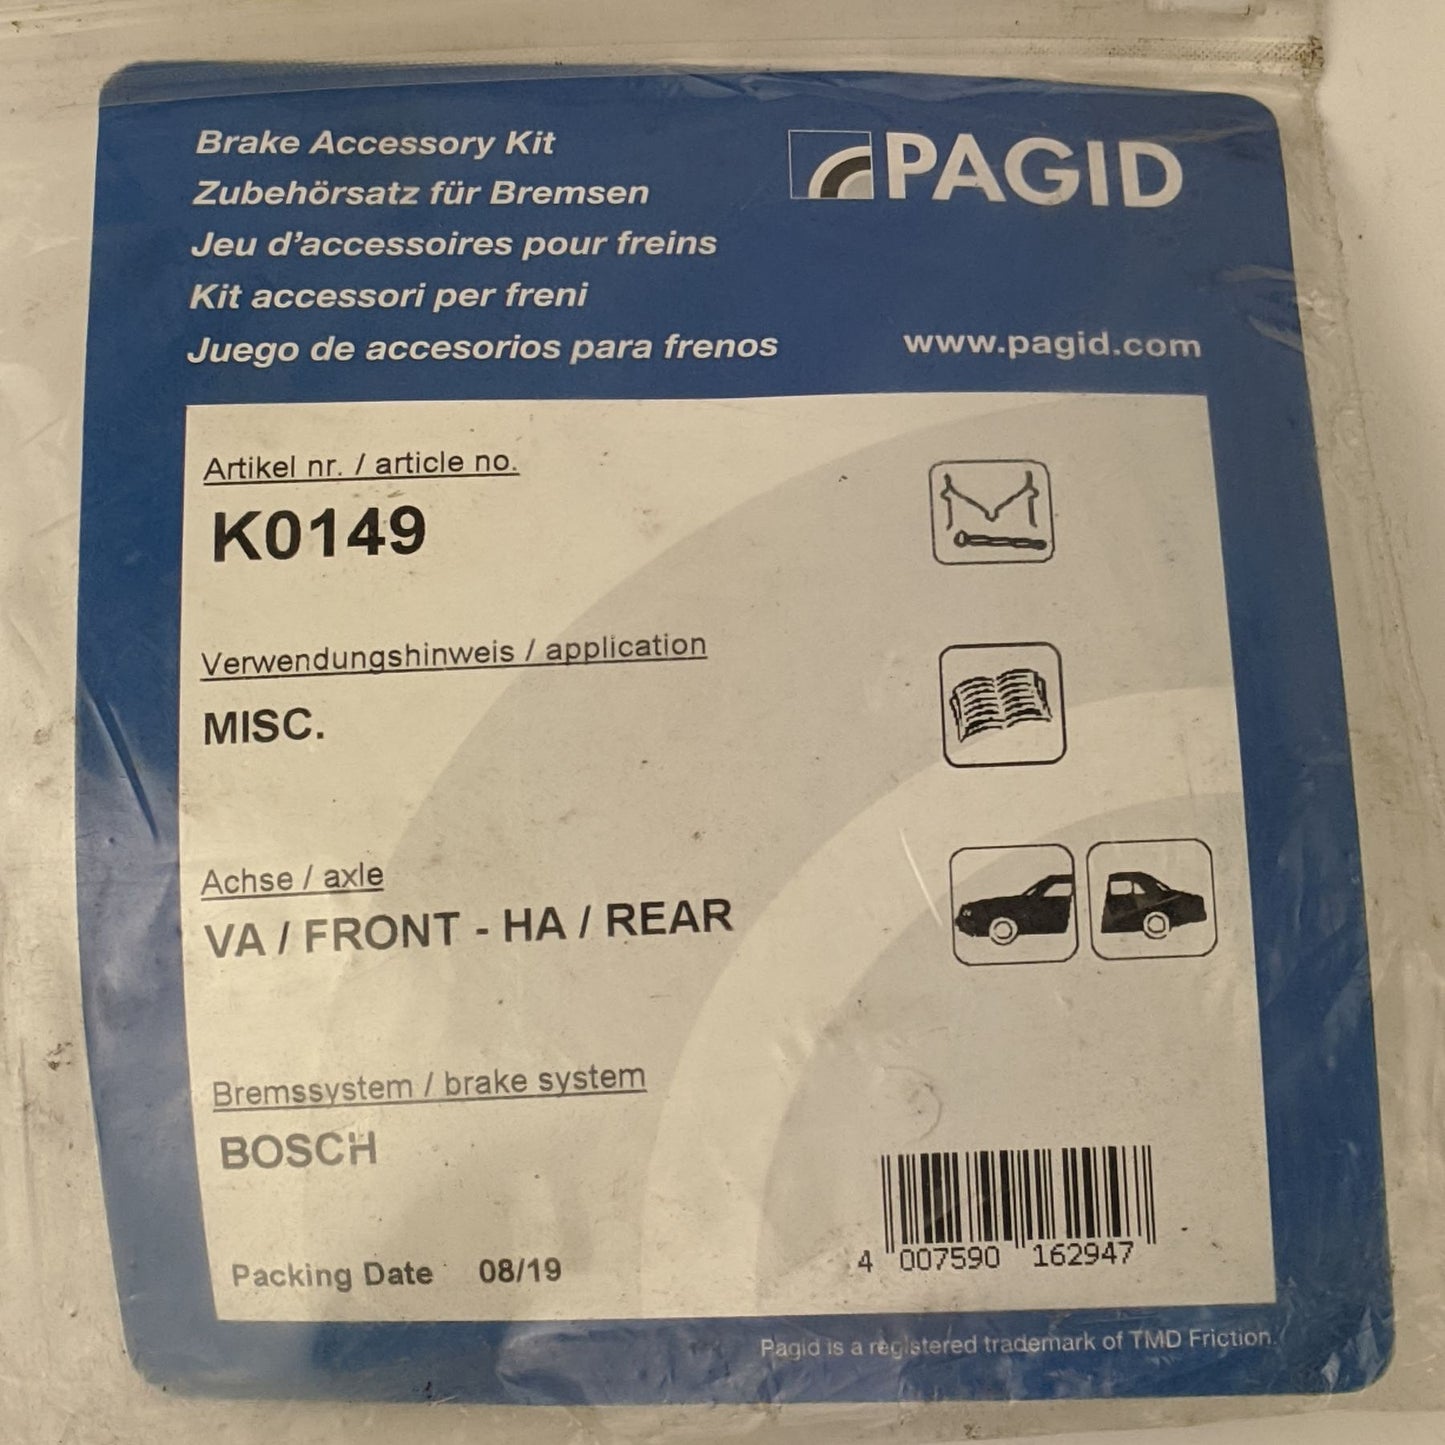 Brake Accessory Kit
Zubehörsatz für Bremsen
Jeu d'accessoires pour freins
Kit accessori per freni
Juego de accesorios para frenos
PAGID
www.pagid.com
Artikel nr. / article no.
K0149
Verwendungshinweis / application
MISC.
Achse / axle
VA / FRONT - HA / REAR
Bremssystem / brake system
BOSCH
Packing Date 08/19
4 007590 162947
Pagid is a registered trademark of TMD Friction.